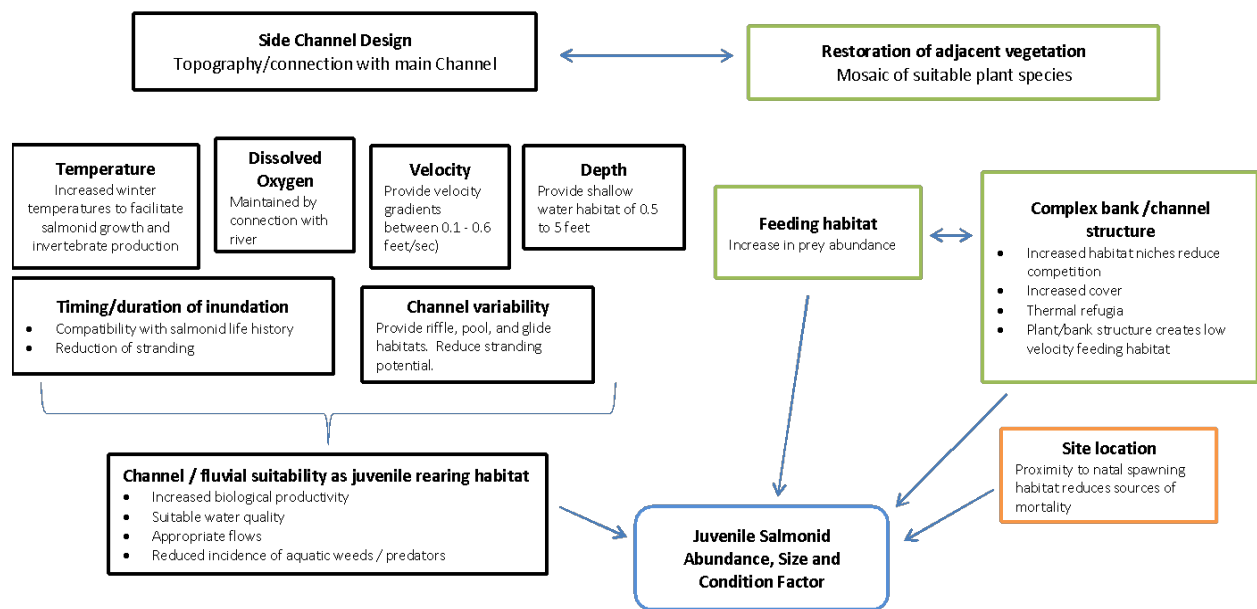 Side Channel Design
Topography/connection with main Channel
Restoration of adjacent vegetation
Mosaic of suitable plant species
Temperature
Increased winter
temperatures to facilitate
salmonid growth and
invertebrate production
Dissolved
Oxygen
Maintained by
connection with
river
Velocity
Provide velocity
gradients
between 0.1 - 0.6
feet/sec)
Depth
Provide shallow
water habitat of 0.5
to 5 feet
Feeding habitat
Increase in prey abundance
Complex bank /channel
structure
• Increased habitat niches reduce
competition
• Increased cover
• Thermal refugia
• Plant/bank structure creates low
velocity feeding habitat
Timing/duration of inundation
• Compatibility with salmonid life history
• Reduction of stranding
Channel variability
Provide riffle, pool, and glide
habitats. Reduce stranding
potential.
Channel / fluvial suitability as juvenile rearing habitat
• Increased biological productivity
• Suitable water quality
• Appropriate flows
• Reduced incidence of aquatic weeds / predators
Site location
Proximity to natal spawning
habitat reduces sources of
mortality
Juvenile Salmonid
Abundance, Size and
Condition Factor